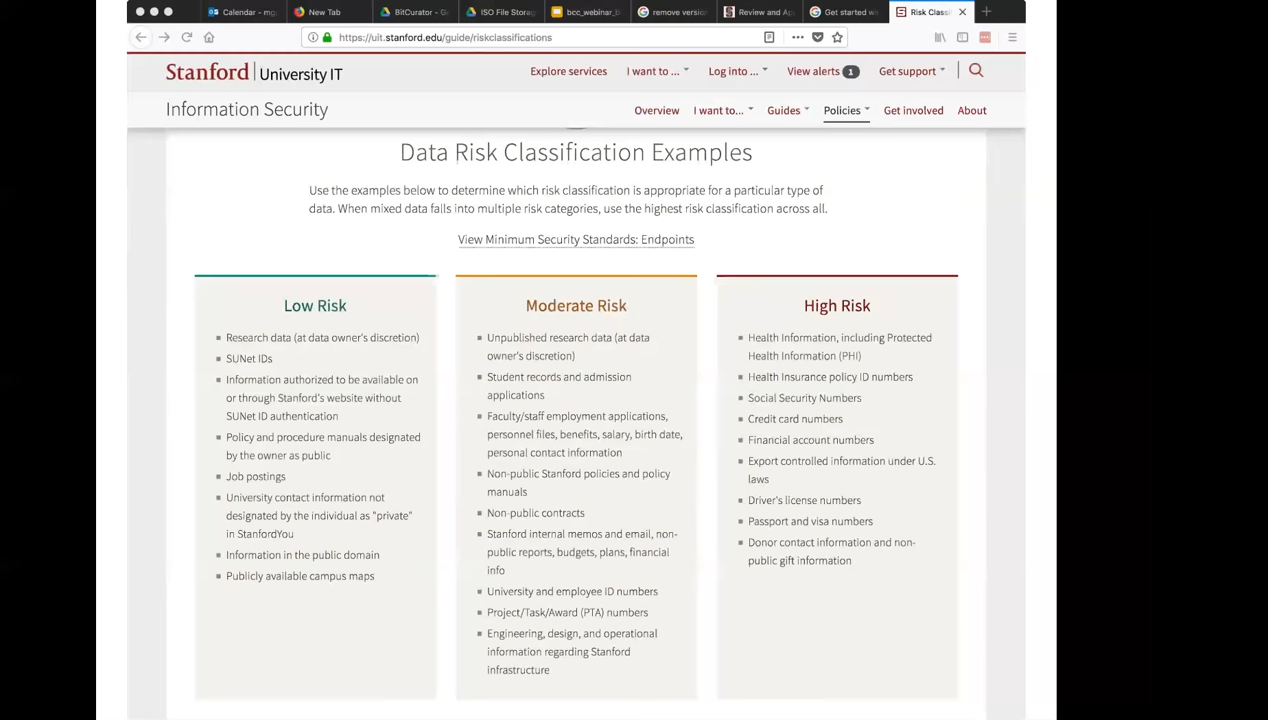 Calendar - mg
New Tab
BitCurator - G
ISO File Storag
bcc_webinar_B
remove version
Review and Ap
Get started w
Risk Classi
https://uit.stanford.edu/guide/riskclassifications
Stanford | University IT
Explore services
I want to ...
Log into ...
View alerts 1
Get support
Information Security
Overview
I want to...
Guides
Policies
Get involved
About
Data Risk Classification Examples
Use the examples below to determine which risk classification is appropriate for a particular type of
data. When mixed data falls into multiple risk categories, use the highest risk classification across all.
View Minimum Security Standards: Endpoints
Low Risk
Research data (at data owner's discretion)
SUNet IDs
Information authorized to be available on
or through Stanford's website without
SUNet ID authentication
Policy and procedure manuals designated
by the owner as public
Job postings
University contact information not
designated by the individual as "private"
in StanfordYou
Information in the public domain
Publicly available campus maps
Moderate Risk
Unpublished research data (at data
owner's discretion)
Student records and admission
applications
Faculty/staff employment applications,
personnel files, benefits, salary, birth date,
personal contact information
Non-public Stanford policies and policy
manuals
Non-public contracts
Stanford internal memos and email, non-
public reports, budgets, plans, financial
info
University and employee ID numbers
Project/Task/Award (PTA) numbers
Engineering, design, and operational
information regarding Stanford
infrastructure
High Risk
Health Information, including Protected
Health Information (PHI)
Health Insurance policy ID numbers
Social Security Numbers
Credit card numbers
Financial account numbers
Export controlled information under U.S.
laws
Driver's license numbers
Passport and visa numbers
Donor contact information and non-
public gift information